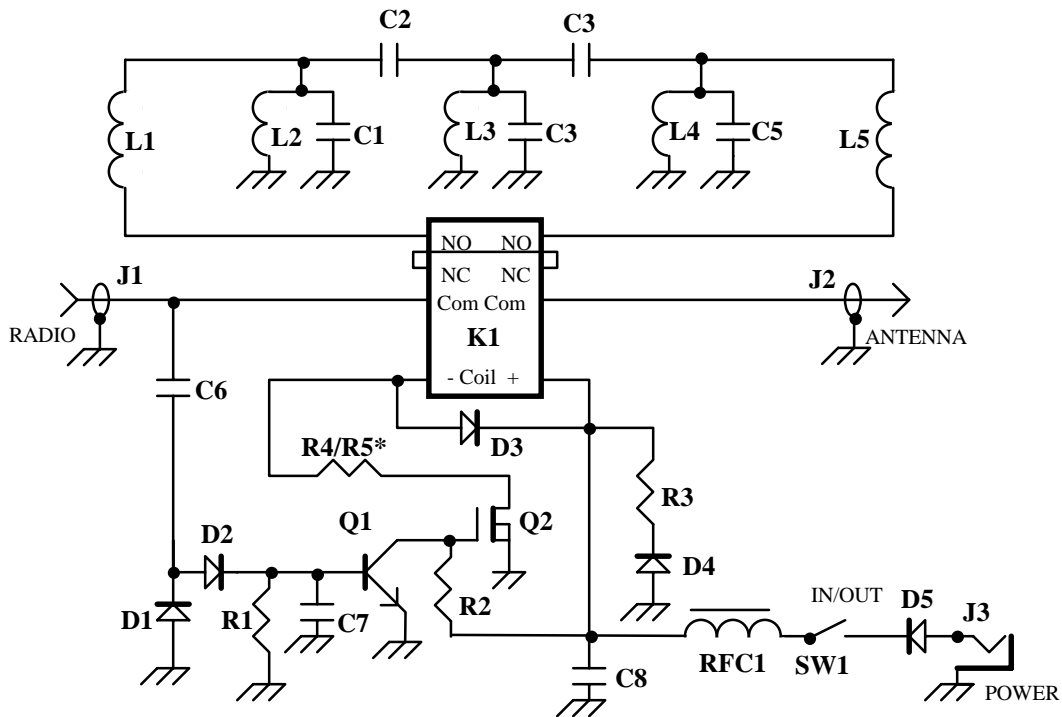 C2
C3
L1
L2
C1
L3
C3
L4
C5
L5
NO NO
NC NC
J1
J2
Com Com
RADIO
K1
ANTENNA
- Coil +
C6
R4/R5*
D3
R3
Q1
Q2
D2
D4
D1
R1
C7
R2
IN/OUT
D5
J3
RFC1
SW1
C8
POWER